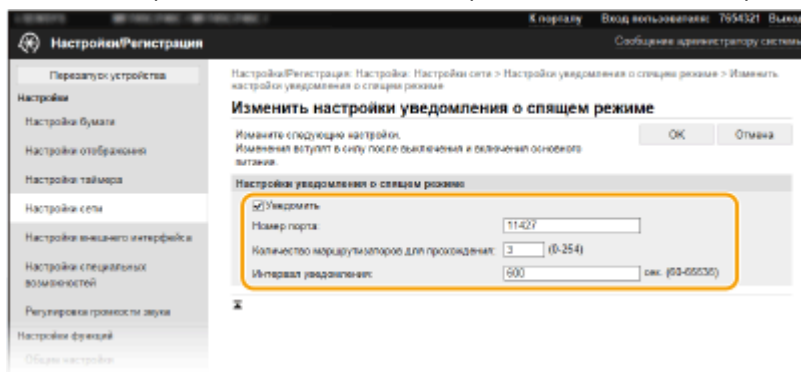 К порталу Вход пользователя: 7654321 Выход
Настройки/Регистрация
Сообщение администратору системы
Перезапуск устройства
Настройки
Настройки бумаги
Настройки отображения
Настройки таймера
Настройки сети
Настройки внешнего интерфейса
Настройки специальных
возможностей
Регулировка громкости звука
Настройки функций
Общие настройки
Настройки/Регистрация: Настройки: Настройки сети > Настройки уведомления о спящем режиме > Изменить
настройки уведомления о спящем режиме
Изменить настройки уведомления о спящем режиме
Измените следующие настройки.
Изменения вступят в силу после выключения и включения основного
питания.
OK Отмена
Настройки уведомления о спящем режиме
Уведомить
Номер порта: 11427
Количество маршрутизаторов для прохождения: 3 (0-254)
Интервал уведомления: 600 сек. (60-65535)